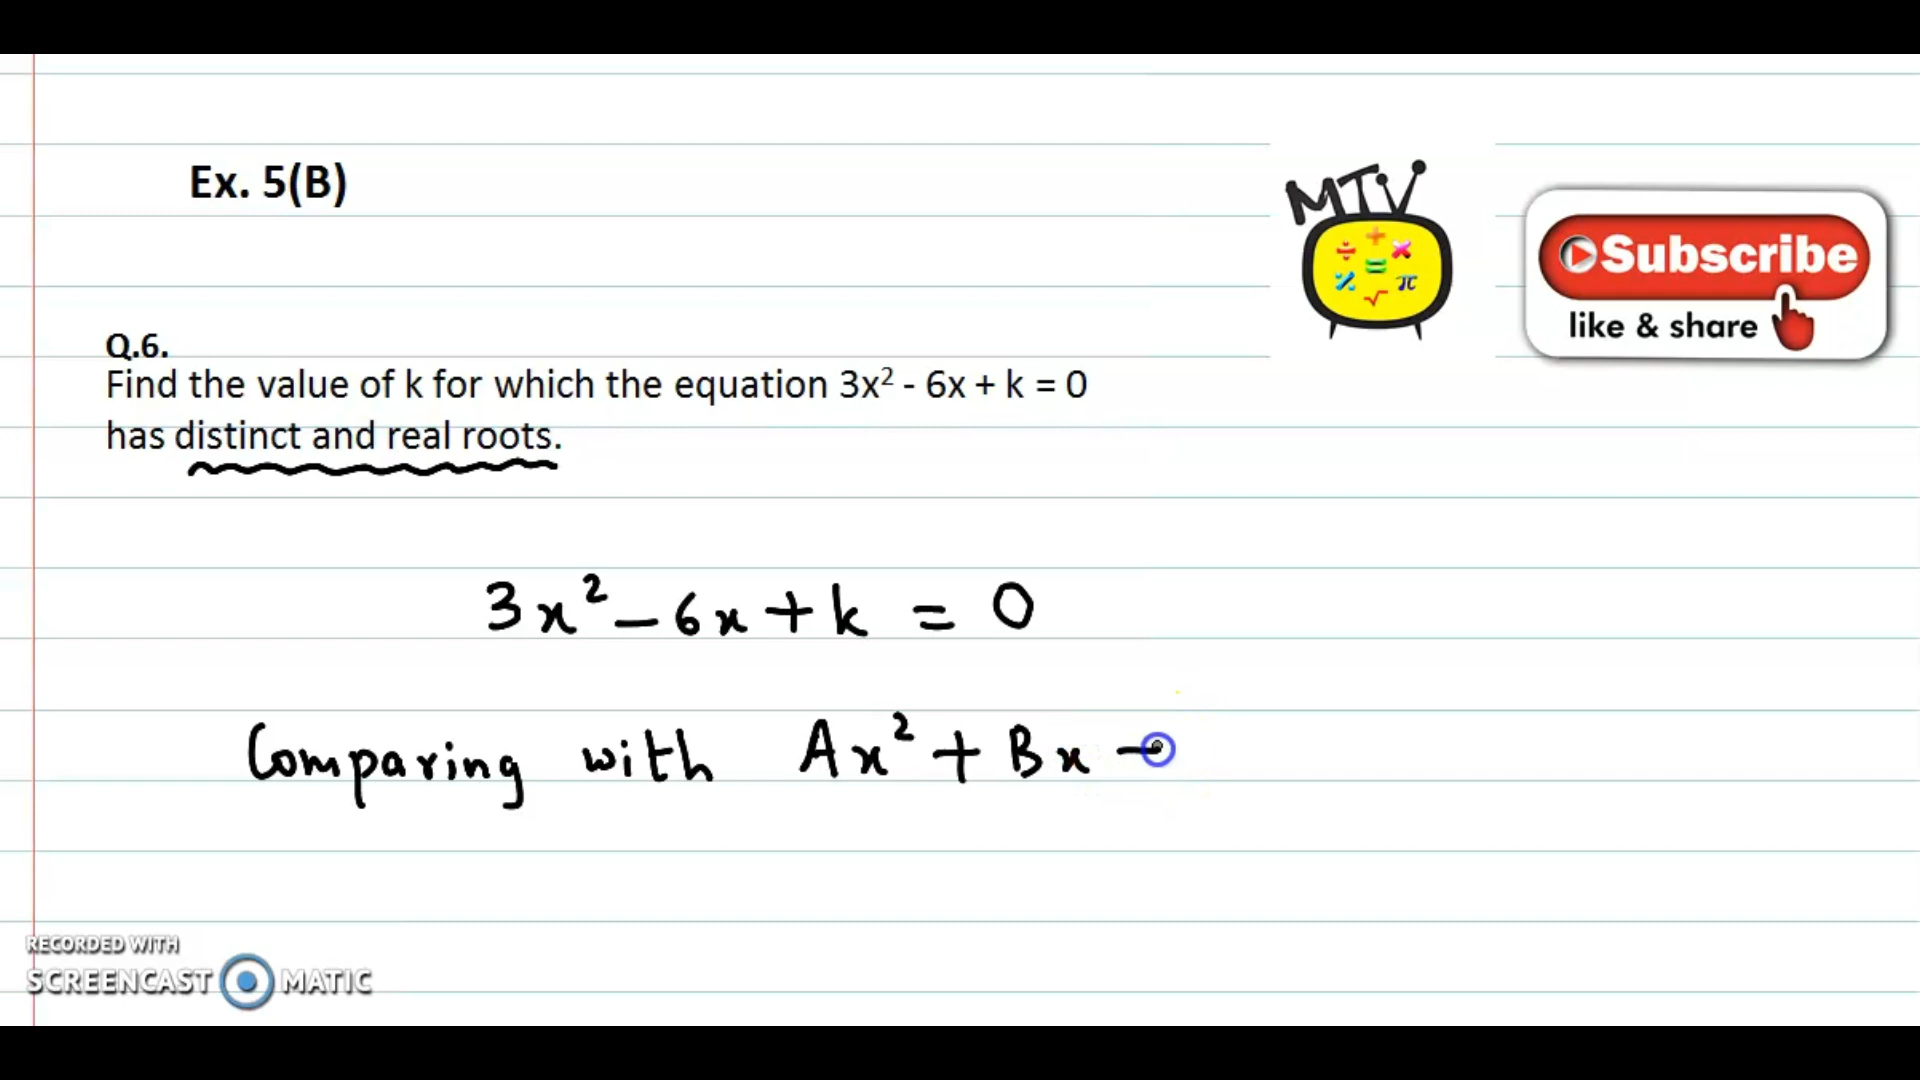 Ex. 5(B)
MTV
Subscribe
like & share
÷ + ×
=
% √ π
Q.6.
Find the value of k for which the equation 3x² - 6x + k = 0
has distinct and real roots.
3x² – 6x + k = 0
Comparing with Ax² + Bx –
RECORDED WITH
SCREENCAST MATIC